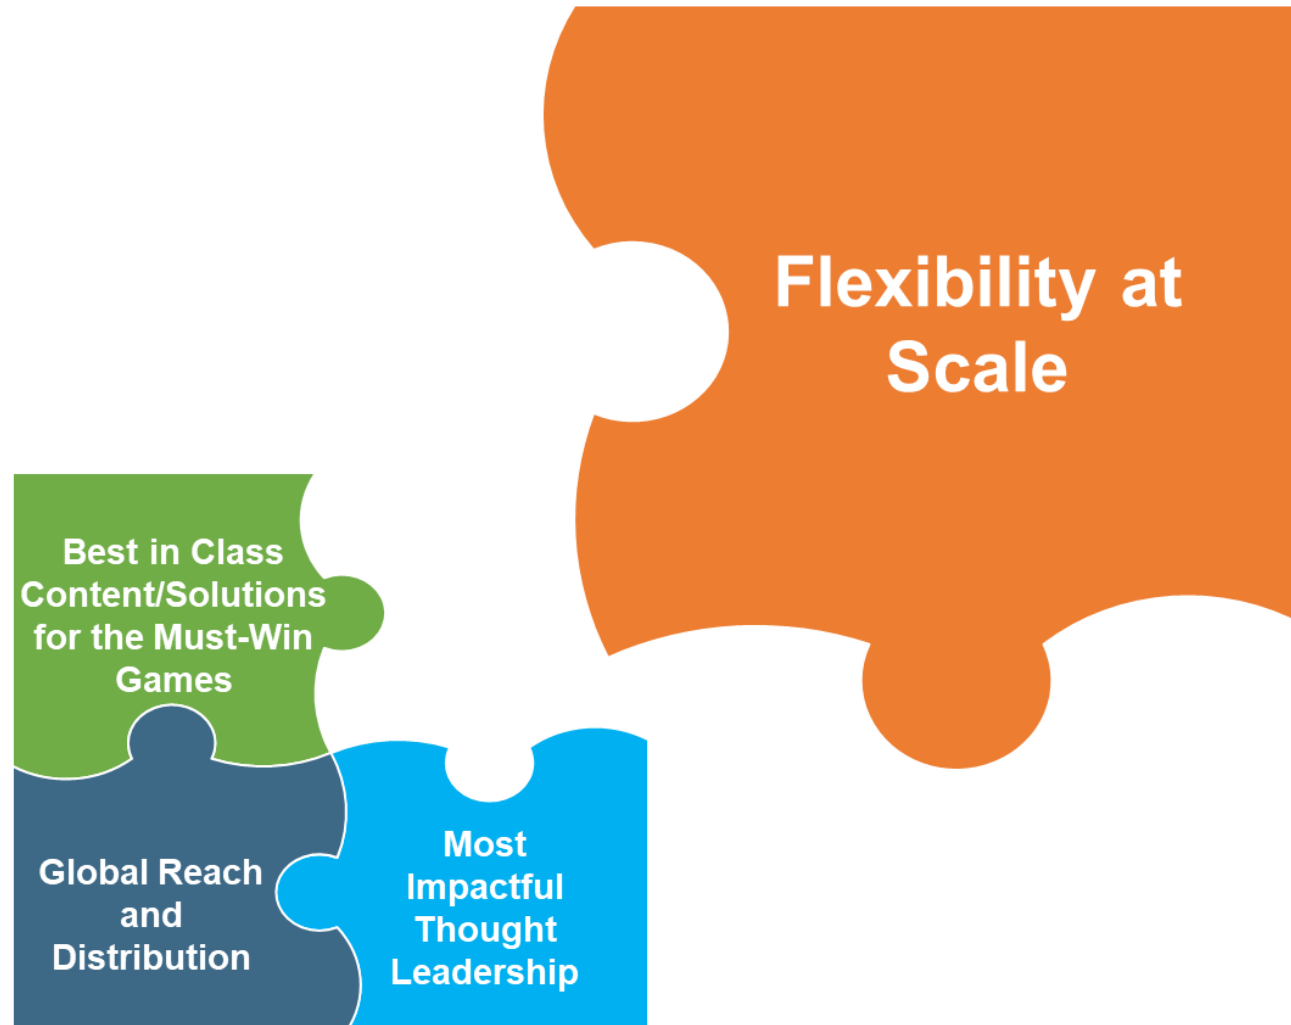 Flexibility at
Scale
Best in Class
Content/Solutions
for the Must-Win
Games
Global Reach
and
Distribution
Most
Impactful
Thought
Leadership